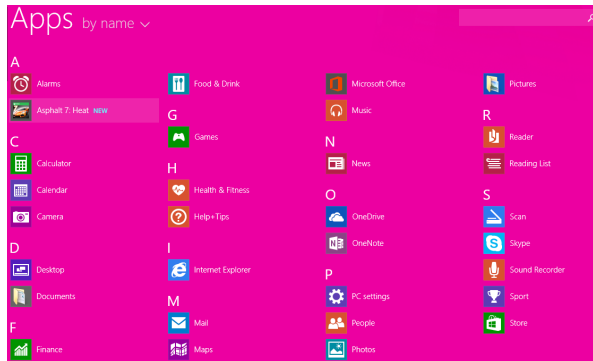 Apps by name
A
Alarms
Asphalt 7: Heat NEW
C
Calculator
Calendar
Camera
D
Desktop
Documents
F
Finance
Food & Drink
G
Games
H
Health & Fitness
Help+Tips
I
Internet Explorer
M
Mail
Maps
Microsoft Office
Music
N
News
O
OneDrive
OneNote
P
PC settings
People
Photos
Pictures
R
Reader
Reading List
S
Scan
Skype
Sound Recorder
Sport
Store